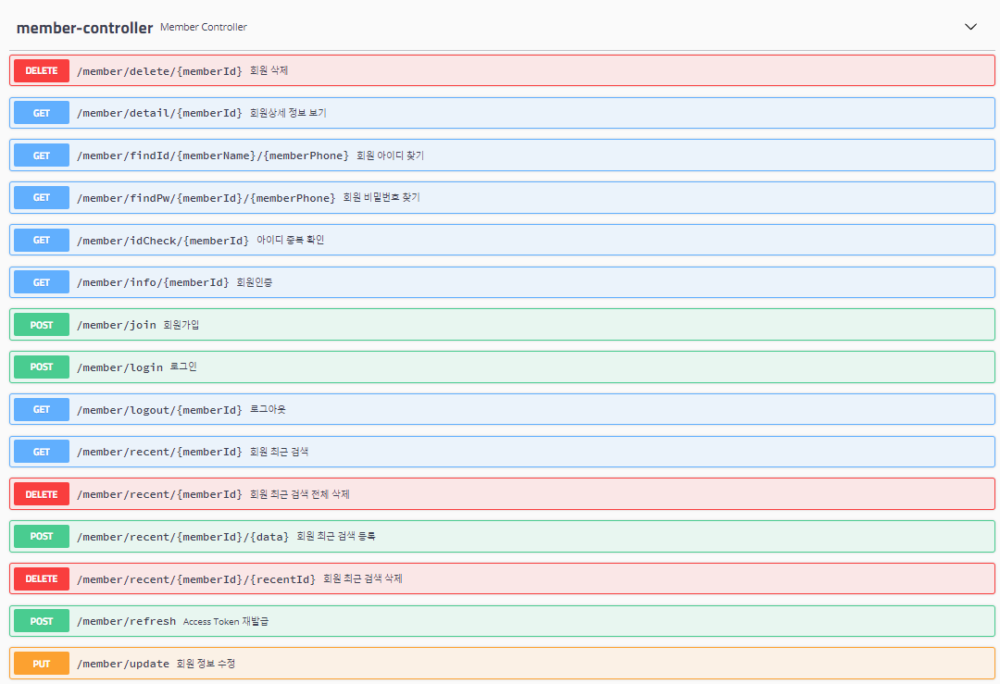 member-controller Member Controller
DELETE /member/delete/{memberId} 회원 삭제
GET /member/detail/{memberId} 회원상세 정보 보기
GET /member/findId/{memberName}/{memberPhone} 회원 아이디 찾기
GET /member/findPw/{memberId}/{memberPhone} 회원 비밀번호 찾기
GET /member/idCheck/{memberId} 아이디 중복 확인
GET /member/info/{memberId} 회원인증
POST /member/join 회원가입
POST /member/login 로그인
GET /member/logout/{memberId} 로그아웃
GET /member/recent/{memberId} 회원 최근 검색
DELETE /member/recent/{memberId} 회원 최근 검색 전체 삭제
POST /member/recent/{memberId}/{data} 회원 최근 검색 등록
DELETE /member/recent/{memberId}/{recentId} 회원 최근 검색 삭제
POST /member/refresh Access Token 재발급
PUT /member/update 회원 정보 수정